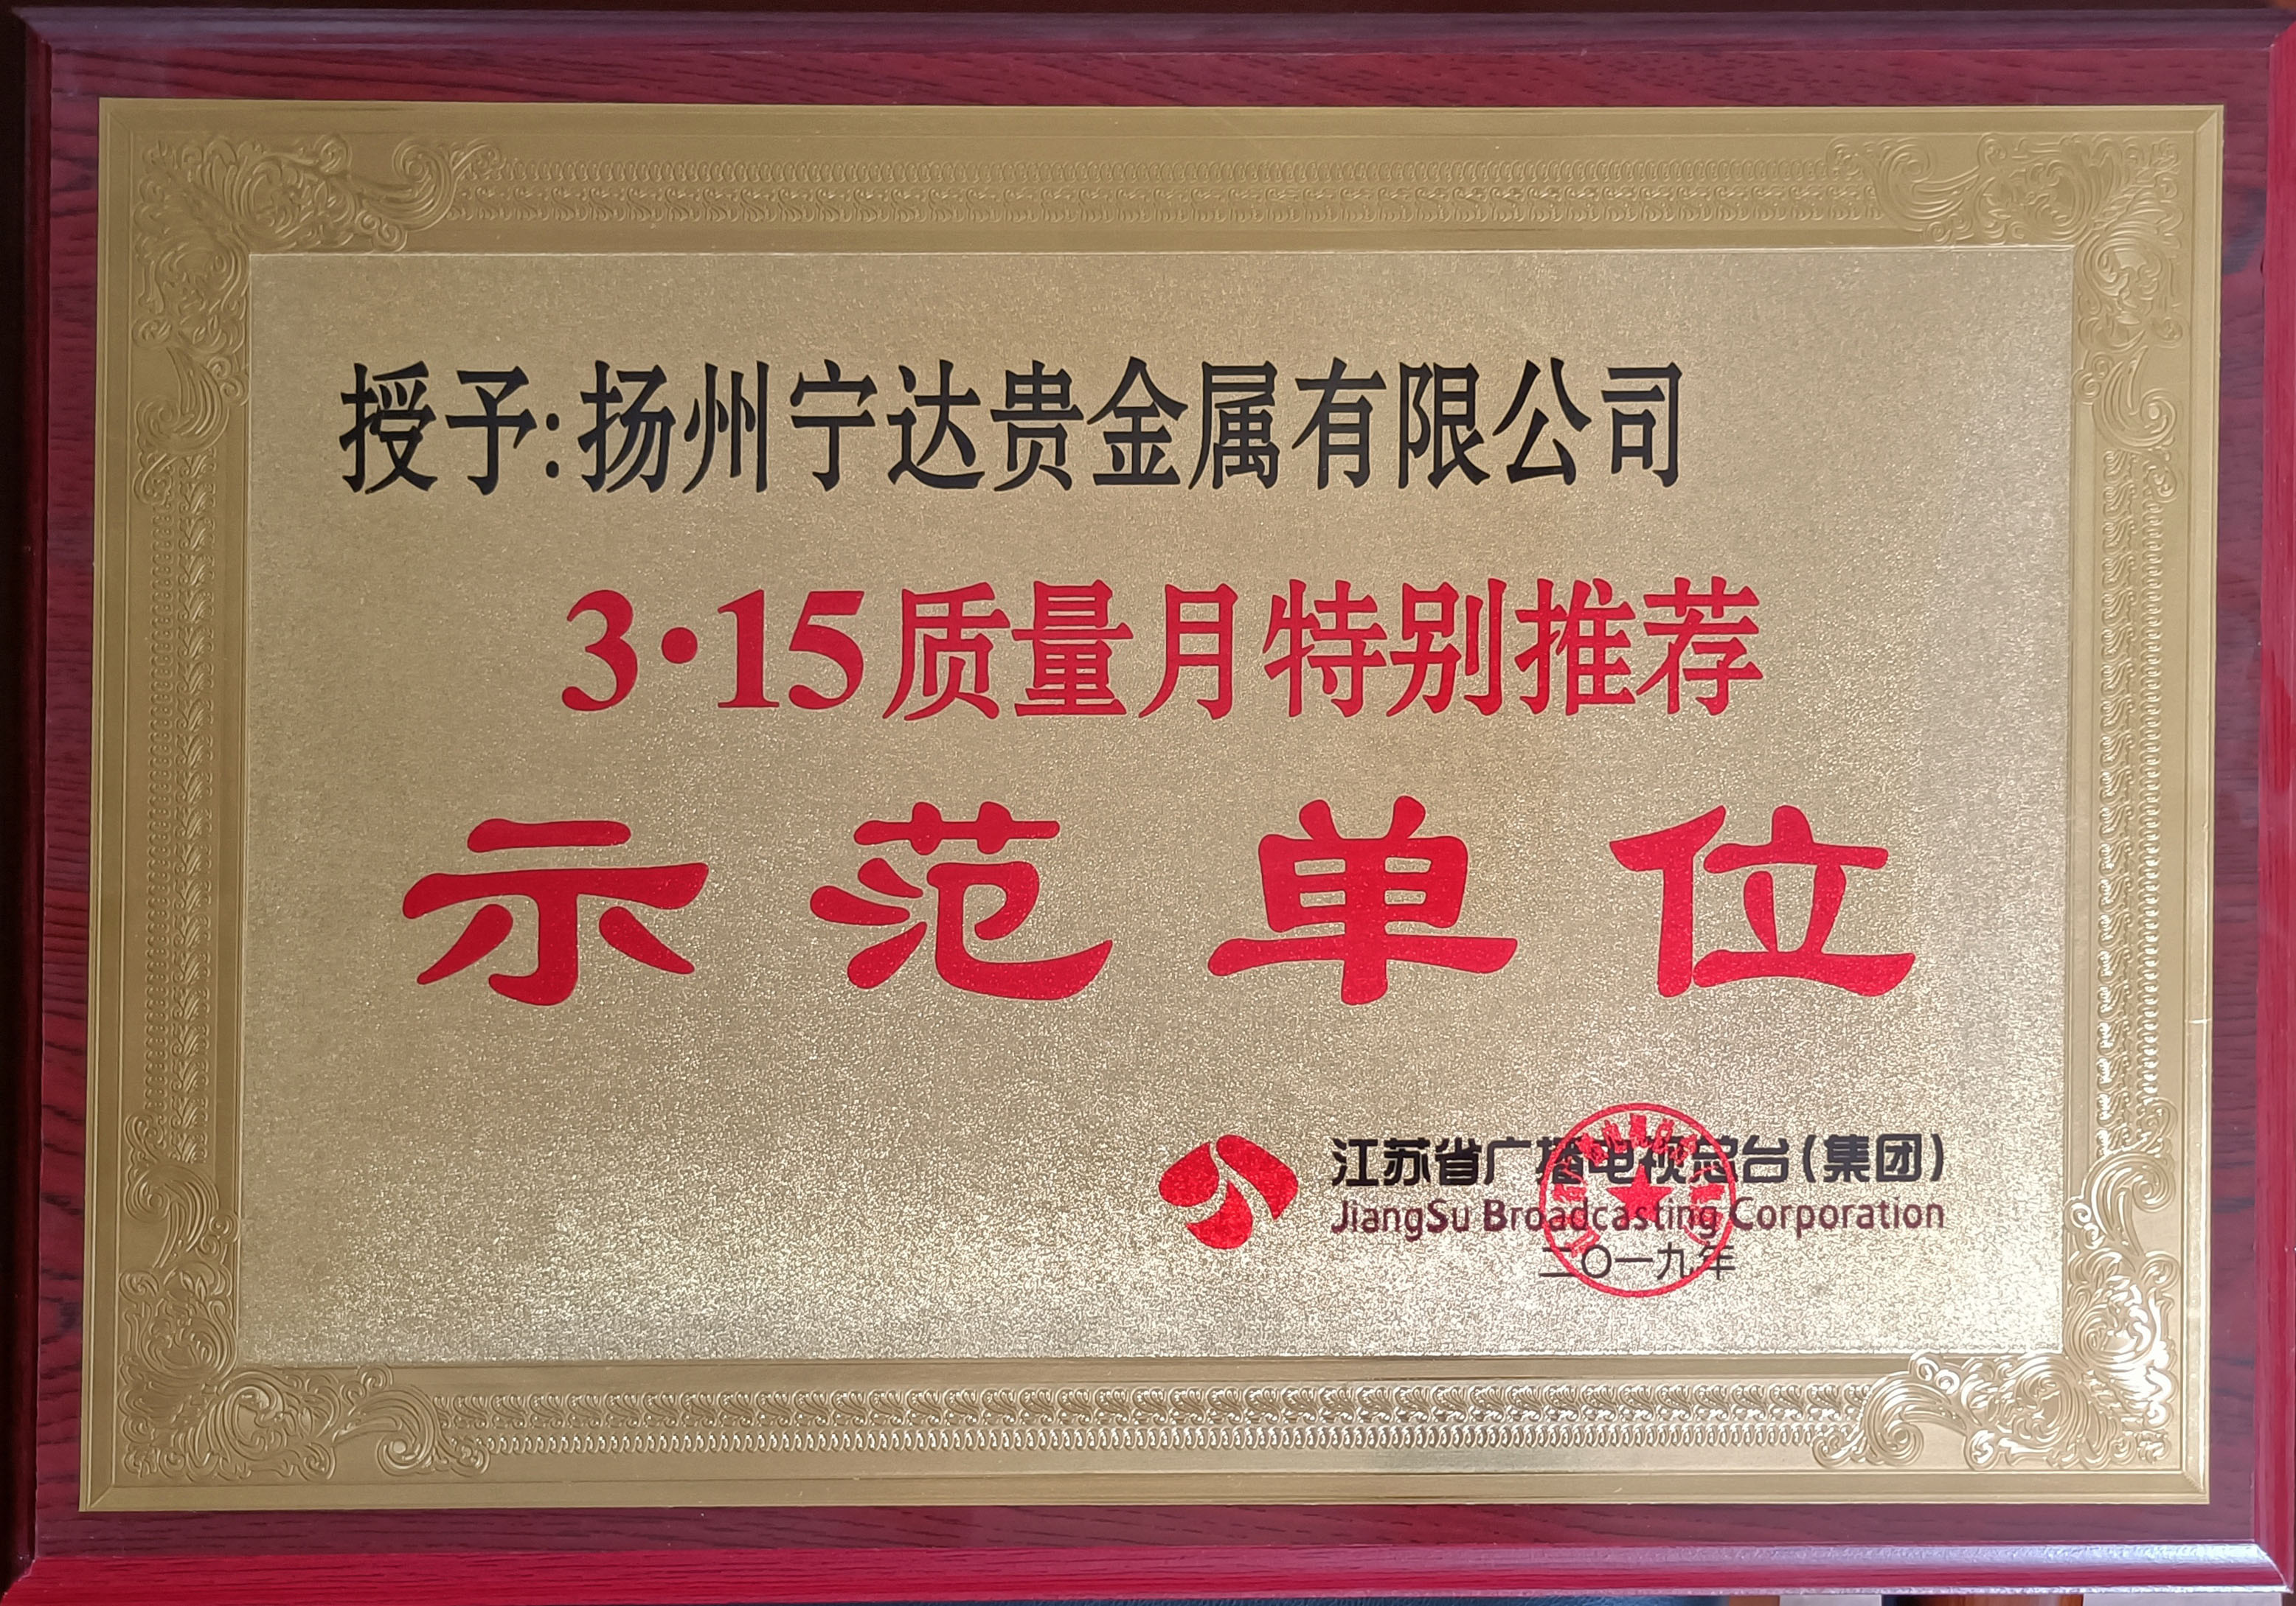 授予:扬州宁达贵金属有限公司
3·15质量月特别推荐
示范单位
江苏省广播电视总台(集团)
JiangSu Broadcasting Corporation
二〇一九年